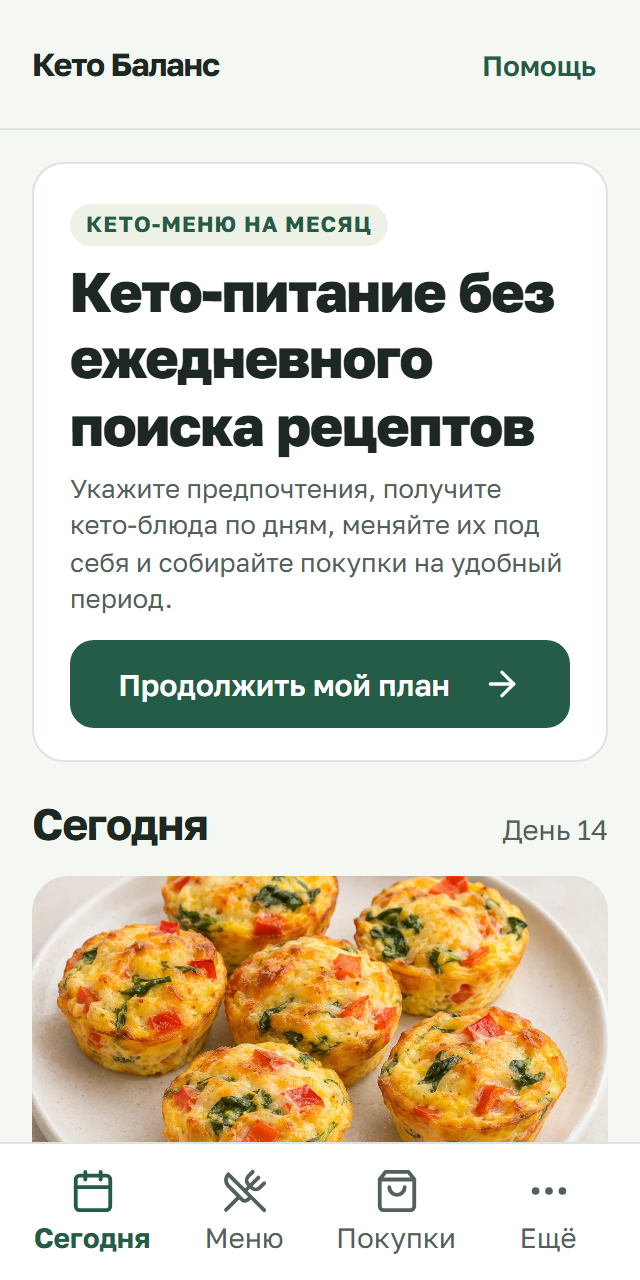 Кето Баланс
Помощь
КЕТО-МЕНЮ НА МЕСЯЦ
Кето-питание без
ежедневного
поиска рецептов
Укажите предпочтения, получите
кето-блюда по дням, меняйте их под
себя и собирайте покупки на удобный
период.
Продолжить мой план
Сегодня
День 14
Сегодня
Меню
Покупки
Ещё